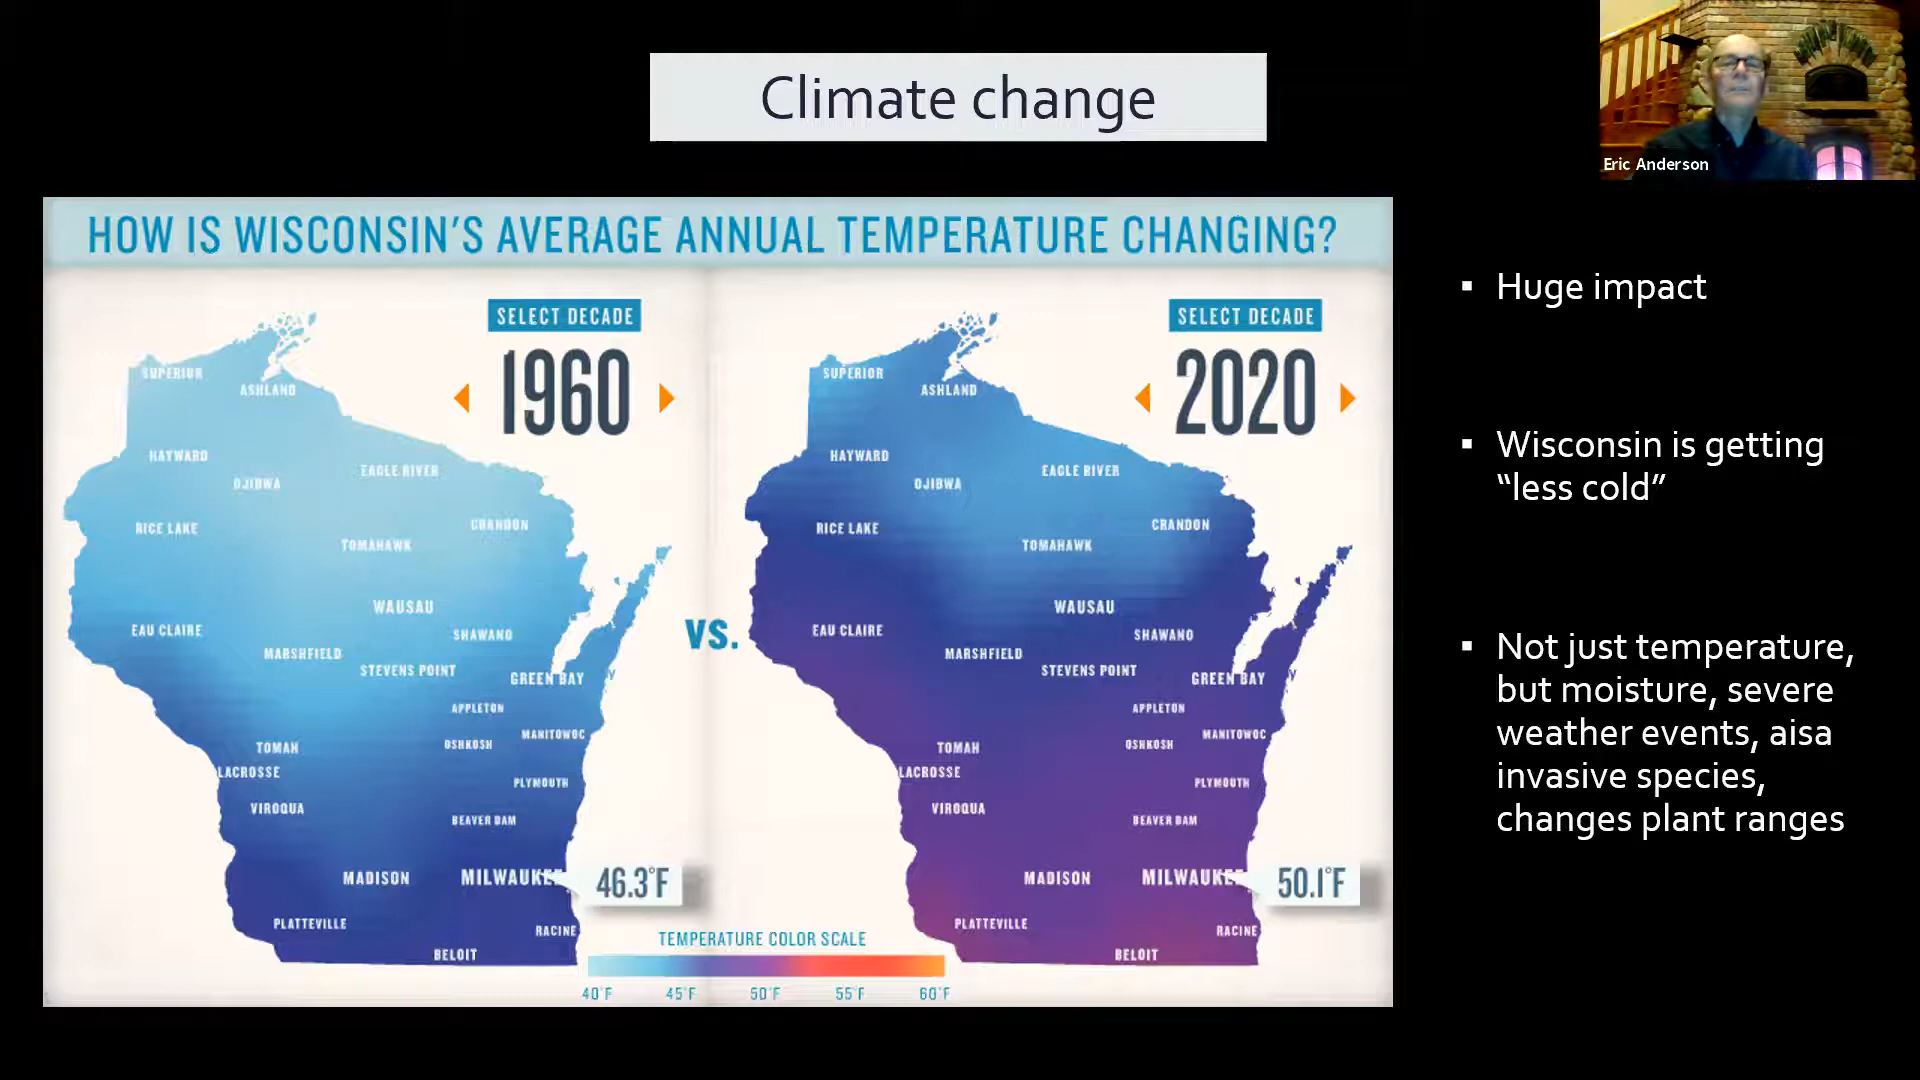 Climate change
Eric Anderson
HOW IS WISCONSIN'S AVERAGE ANNUAL TEMPERATURE CHANGING?
SELECT DECADE
1960
SUPERIOR
ASHLAND
HAYWARD
OJIBWA
EAGLE RIVER
RICE LAKE
CRANDON
TOMAHAWK
WAUSAU
EAU CLAIRE
SHAWANO
MARSHFIELD
STEVENS POINT
GREEN BAY
APPLETON
MANITOWOC
TOMAH
OSHKOSH
LACROSSE
PLYMOUTH
VIROQUA
BEAVER DAM
MADISON
MILWAUKEE
46.3°F
PLATTEVILLE
RACINE
BELOIT
VS.
SELECT DECADE
2020
SUPERIOR
ASHLAND
HAYWARD
OJIBWA
EAGLE RIVER
RICE LAKE
CRANDON
TOMAHAWK
WAUSAU
EAU CLAIRE
SHAWANO
MARSHFIELD
STEVENS POINT
GREEN BAY
APPLETON
MANITOWOC
TOMAH
OSHKOSH
LACROSSE
PLYMOUTH
VIROQUA
BEAVER DAM
MADISON
MILWAUKEE
50.1°F
PLATTEVILLE
RACINE
BELOIT
TEMPERATURE COLOR SCALE
40°F 45°F 50°F 55°F 60°F
▪ Huge impact
▪ Wisconsin is getting
“less cold”
▪ Not just temperature,
but moisture, severe
weather events, aisa
invasive species,
changes plant ranges